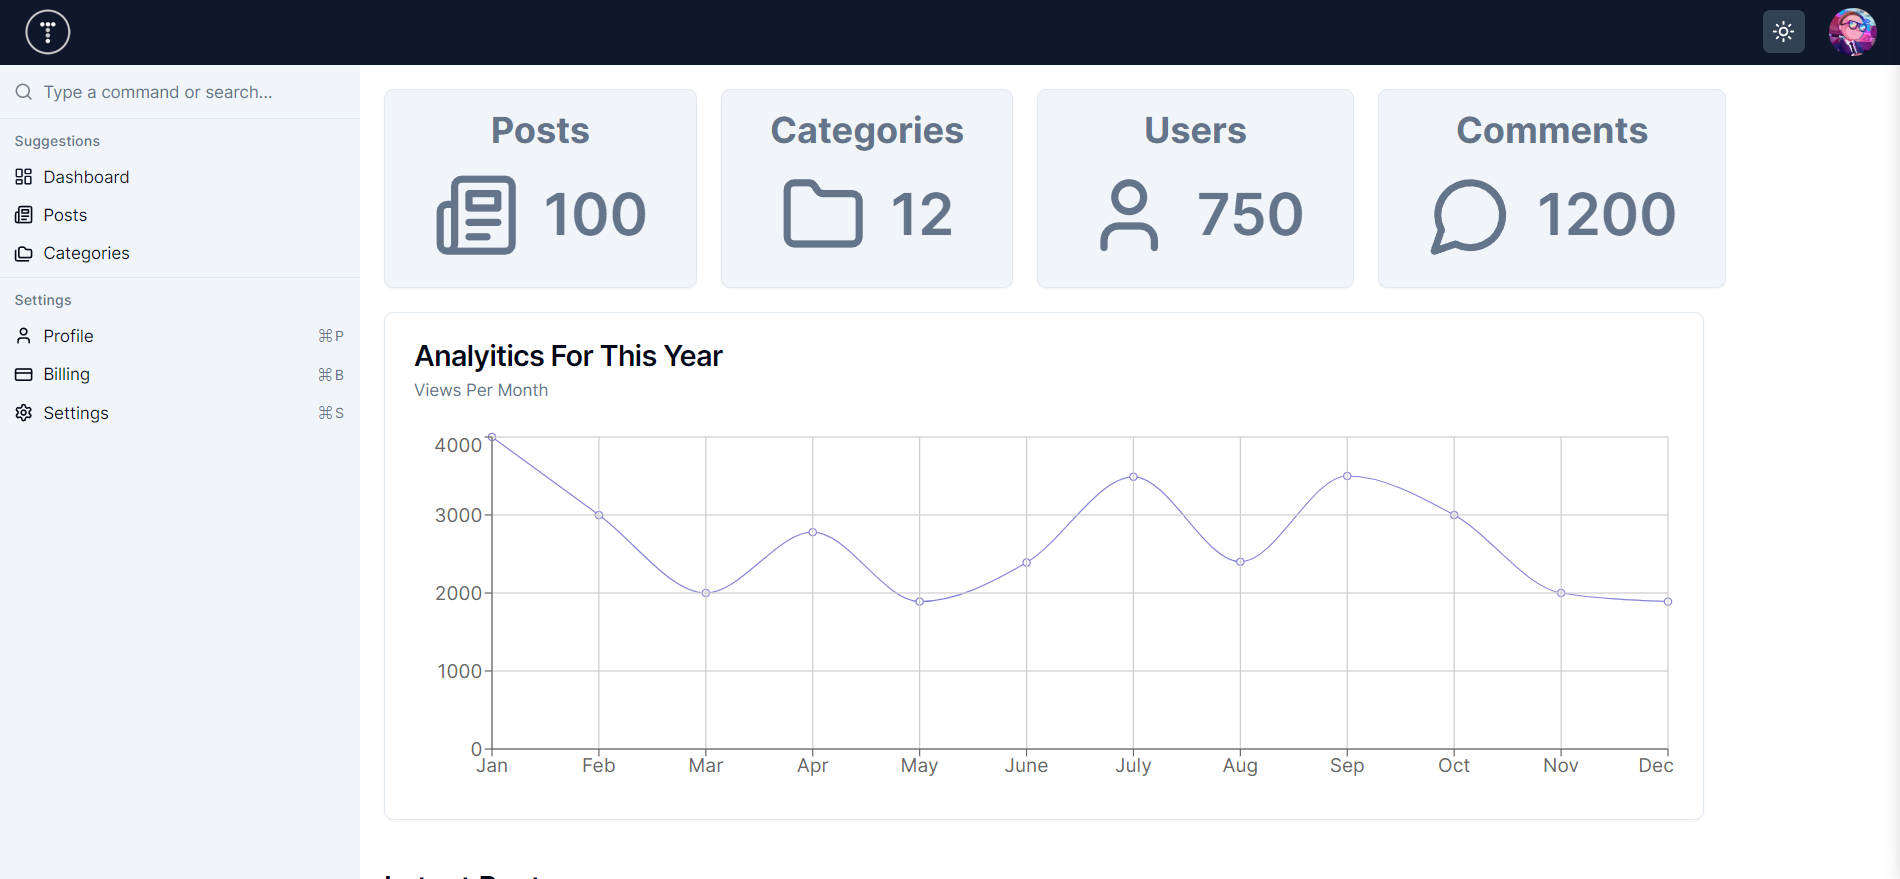 Type a command or search...
Suggestions
Dashboard
Posts
Categories
Settings
Profile ⌘P
Billing ⌘B
Settings ⌘S
Posts
100
Categories
12
Users
750
Comments
1200
Analyitics For This Year
Views Per Month
4000
3000
2000
1000
0
Jan Feb Mar Apr May June July Aug Sep Oct Nov Dec